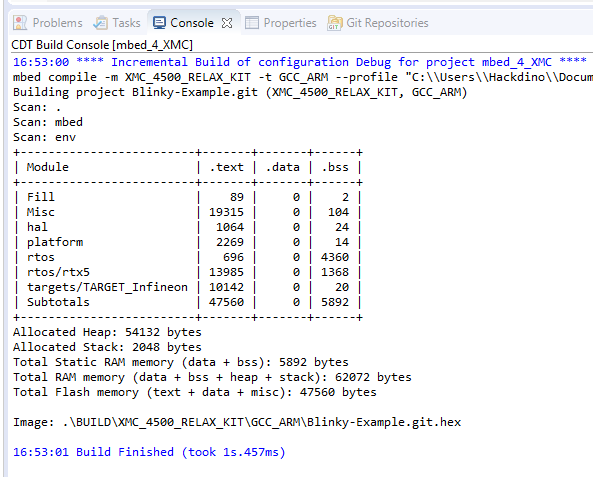 Problems Tasks Console Properties Git Repositories
CDT Build Console [mbed_4_XMC]
16:53:00 **** Incremental Build of configuration Debug for project mbed_4_XMC ****
mbed compile -m XMC_4500_RELAX_KIT -t GCC_ARM --profile "C:\\Users\\Hackdino\\Docum
Building project Blinky-Example.git (XMC_4500_RELAX_KIT, GCC_ARM)
Scan: .
Scan: mbed
Scan: env
+------------------------+-------+-------+------+
| Module                 | .text | .data | .bss |
+------------------------+-------+-------+------+
| Fill                   |    89 |     0 |    2 |
| Misc                   | 19315 |     0 |  104 |
| hal                    |  1064 |     0 |   24 |
| platform               |  2269 |     0 |   14 |
| rtos                   |   696 |     0 | 4360 |
| rtos/rtx5              | 13985 |     0 | 1368 |
| targets/TARGET_Infineon | 10142 |     0 |   20 |
| Subtotals              | 47560 |     0 | 5892 |
+------------------------+-------+-------+------+
Allocated Heap: 54132 bytes
Allocated Stack: 2048 bytes
Total Static RAM memory (data + bss): 5892 bytes
Total RAM memory (data + bss + heap + stack): 62072 bytes
Total Flash memory (text + data + misc): 47560 bytes
Image: .\BUILD\XMC_4500_RELAX_KIT\GCC_ARM\Blinky-Example.git.hex
16:53:01 Build Finished (took 1s.457ms)